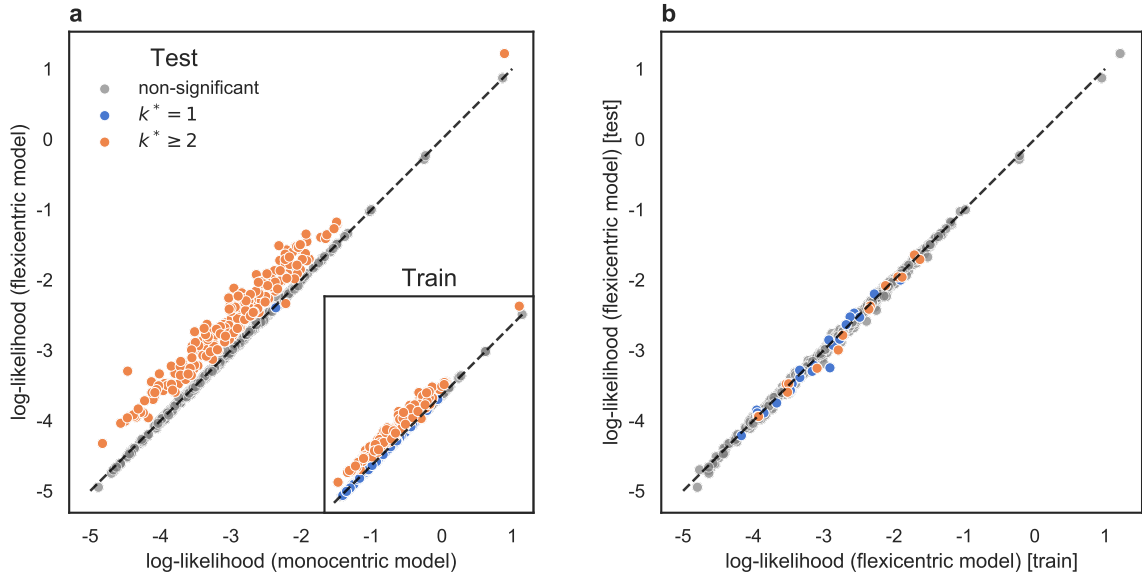 a
Test
non-significant
k* = 1
k* ≥ 2
log-likelihood (flexicentric model)
1
0
-1
-2
-3
-4
-5
Train
-5 -4 -3 -2 -1 0 1
log-likelihood (monocentric model)
b
log-likelihood (flexicentric model) [test]
1
0
-1
-2
-3
-4
-5
-5 -4 -3 -2 -1 0 1
log-likelihood (flexicentric model) [train]